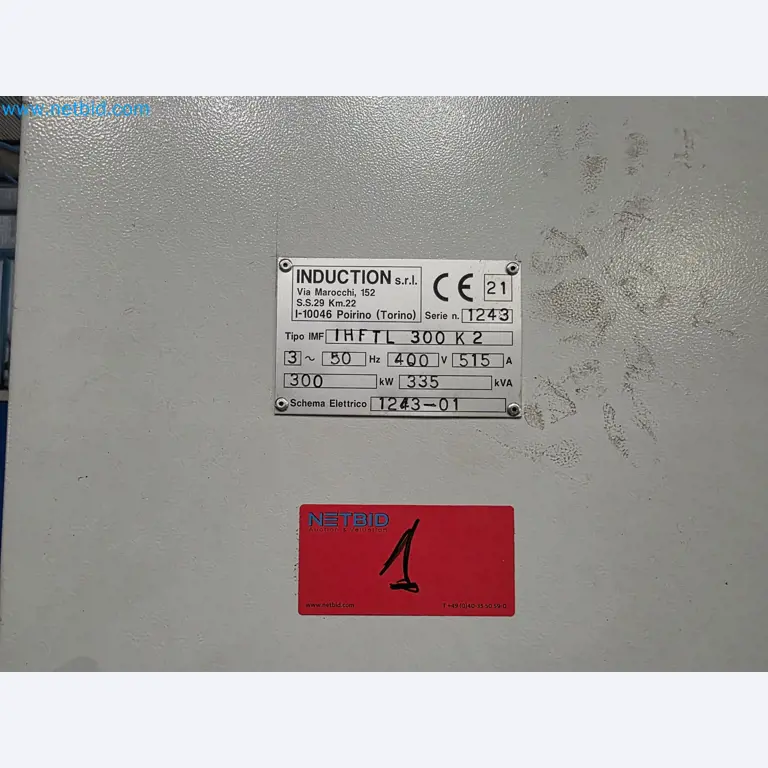 www.netbid.com
INDUCTION s.r.l.
Via Marocchi, 152
S.S.29 Km.22
I-10046 Poirino (Torino)
CE 21
Serie n. 1243
Tipo IMF IHFTL 300 K2
3 ~ 50 Hz 400 V 515 A
300 kW 335 kVA
Schema Elettrico 1243-01
NETBID
1
www.netbid.com